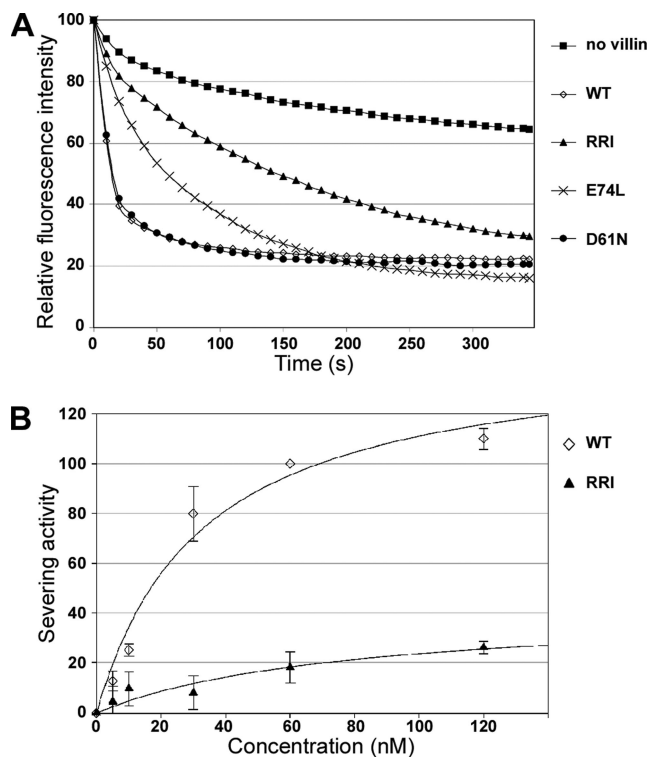 A
Relative fluorescence intensity
100
80
60
40
20
0
0 50 100 150 200 250 300
Time (s)
no villin
WT
RRI
E74L
D61N
B
Severing activity
120
100
80
60
40
20
0
0 20 40 60 80 100 120
Concentration (nM)
WT
RRI